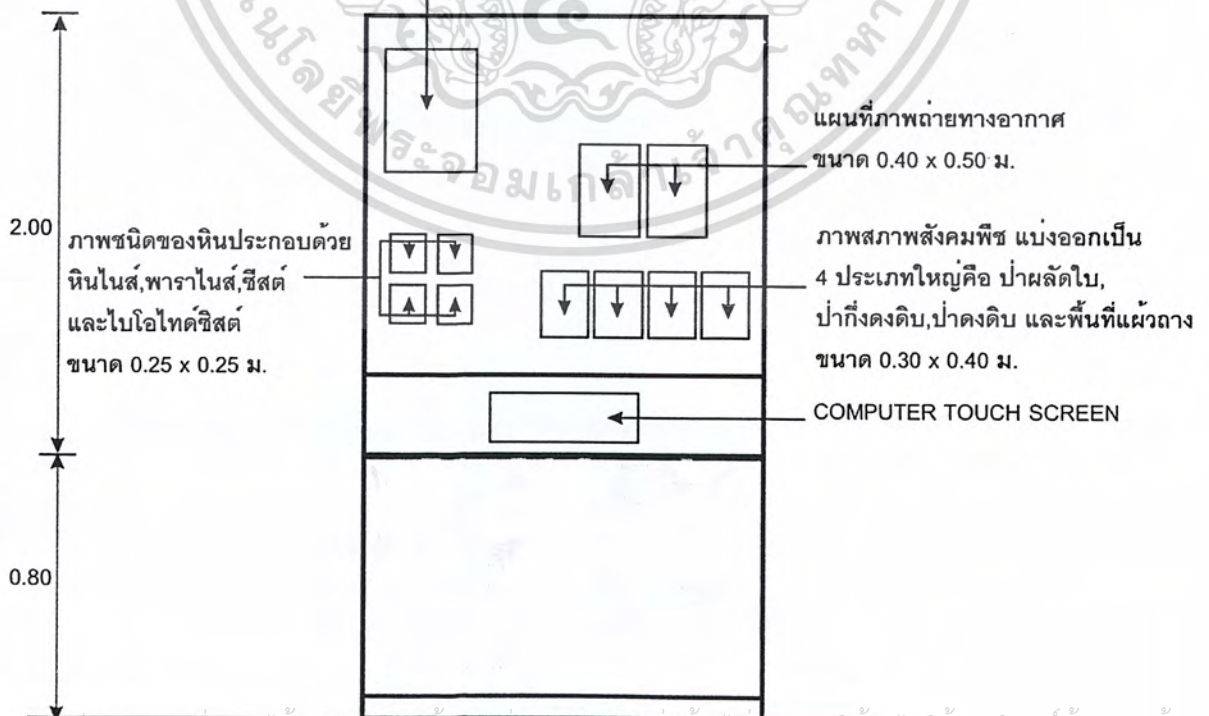 แผนที่ภาพถ่ายทางอากาศ
ขนาด 0.40 x 0.50 ม.
2.00
ภาพชนิดของหินประกอบด้วย
หินไนส์,พาราไนส์,ชีสต์
และไบโอไทด์ซิสต์
ขนาด 0.25 x 0.25 ม.
ภาพสภาพสังคมพืช แบ่งออกเป็น
4 ประเภทใหญ่คือ ป่าผลัดใบ,
ป่ากึ่งดงดิบ,ป่าดงดิบ และพื้นที่แผ้วถาง
ขนาด 0.30 x 0.40 ม.
COMPUTER TOUCH SCREEN
0.80